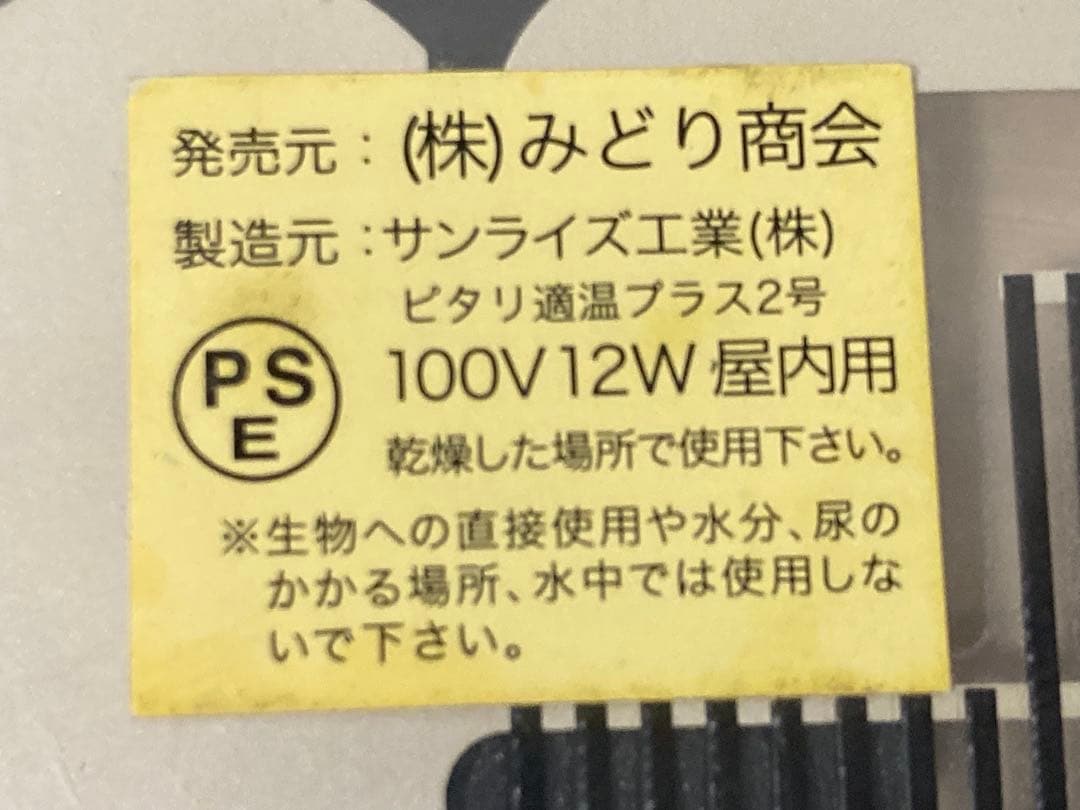 発売元：(株)みどり商会
製造元：サンライズ工業(株)
ピタリ適温プラス2号
PS
E
100V12W 屋内用
乾燥した場所で使用下さい。
※生物への直接使用や水分、尿の
かかる場所、水中では使用しな
いで下さい。